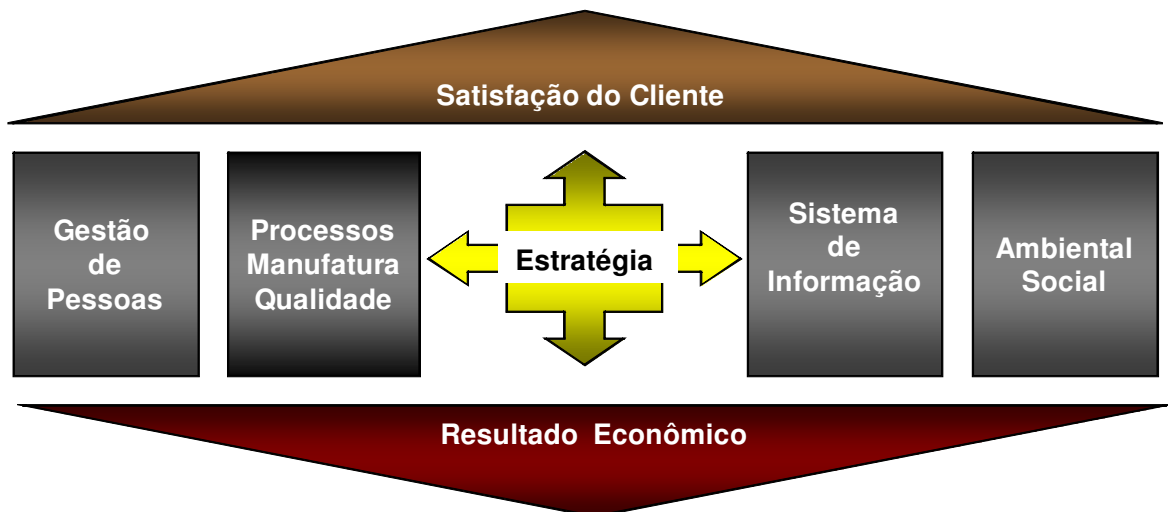 Satisfação do Cliente
Gestão
de
Pessoas
Processos
Manufatura
Qualidade
Estratégia
Sistema
de
Informação
Ambiental
Social
Resultado Econômico